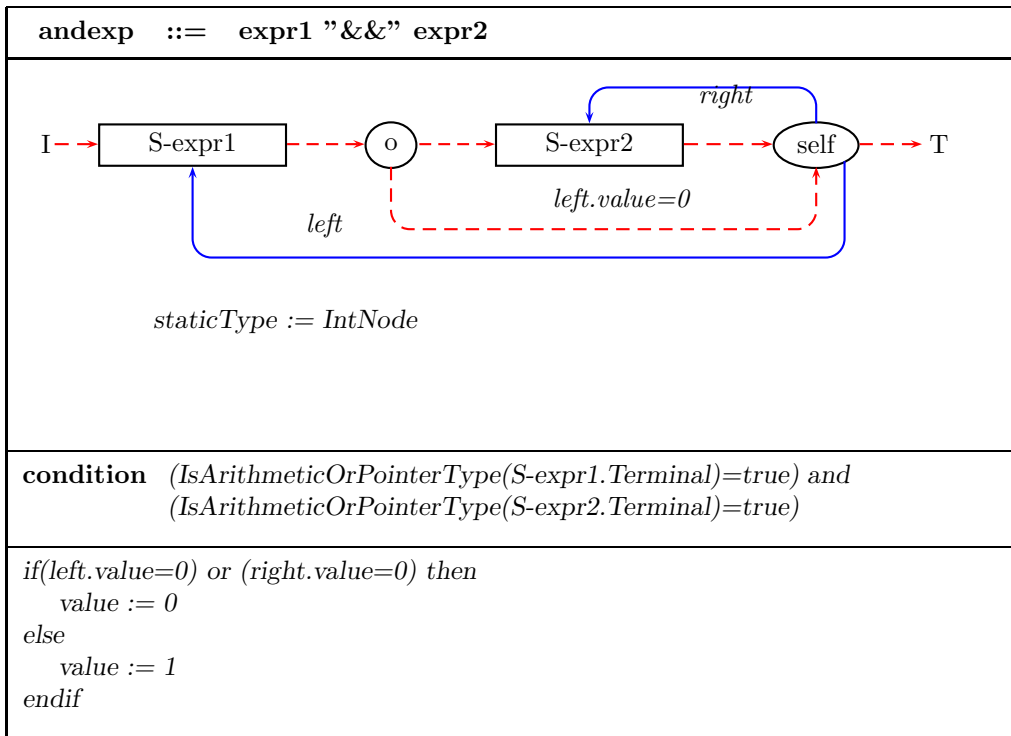 andexp ::= expr1 ”&&” expr2
right
I S-expr1 o S-expr2 self T
left.value=0
left
staticType := IntNode
condition (IsArithmeticOrPointerType(S-expr1.Terminal)=true) and
(IsArithmeticOrPointerType(S-expr2.Terminal)=true)
if(left.value=0) or (right.value=0) then
value := 0
else
value := 1
endif